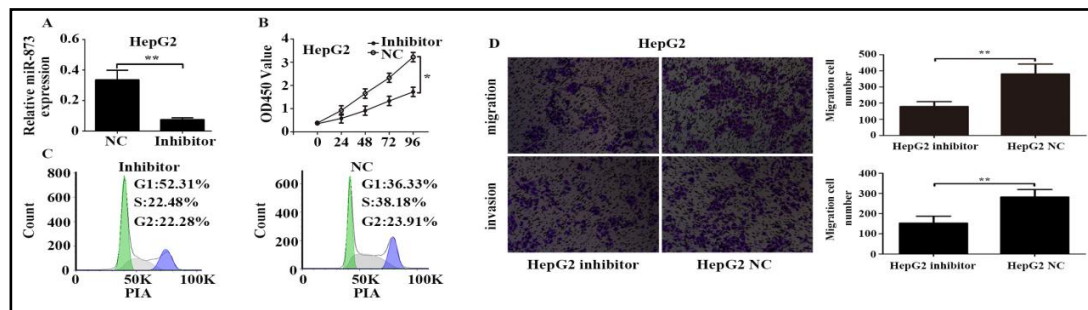 A
HepG2
**
Relative miR-873
expression
0.6
0.4
0.2
0
NC
Inhibitor
B
HepG2
Inhibitor
NC
*
OD450 Value
4
3
2
1
0
0 24 48 72 96
C
Inhibitor
G1:52.31%
S:22.48%
G2:22.28%
Count
800
600
400
200
0
0 50K 100K
PIA
NC
G1:36.33%
S:38.18%
G2:23.91%
Count
600
400
200
0
0 50K 100K
PIA
D
HepG2
migration
invasion
HepG2 inhibitor
HepG2 NC
**
Migration cell
number
500
400
300
200
100
0
HepG2 inhibitor
HepG2 NC
**
Migration cell
number
400
300
200
100
0
HepG2 inhibitor
HepG2 NC